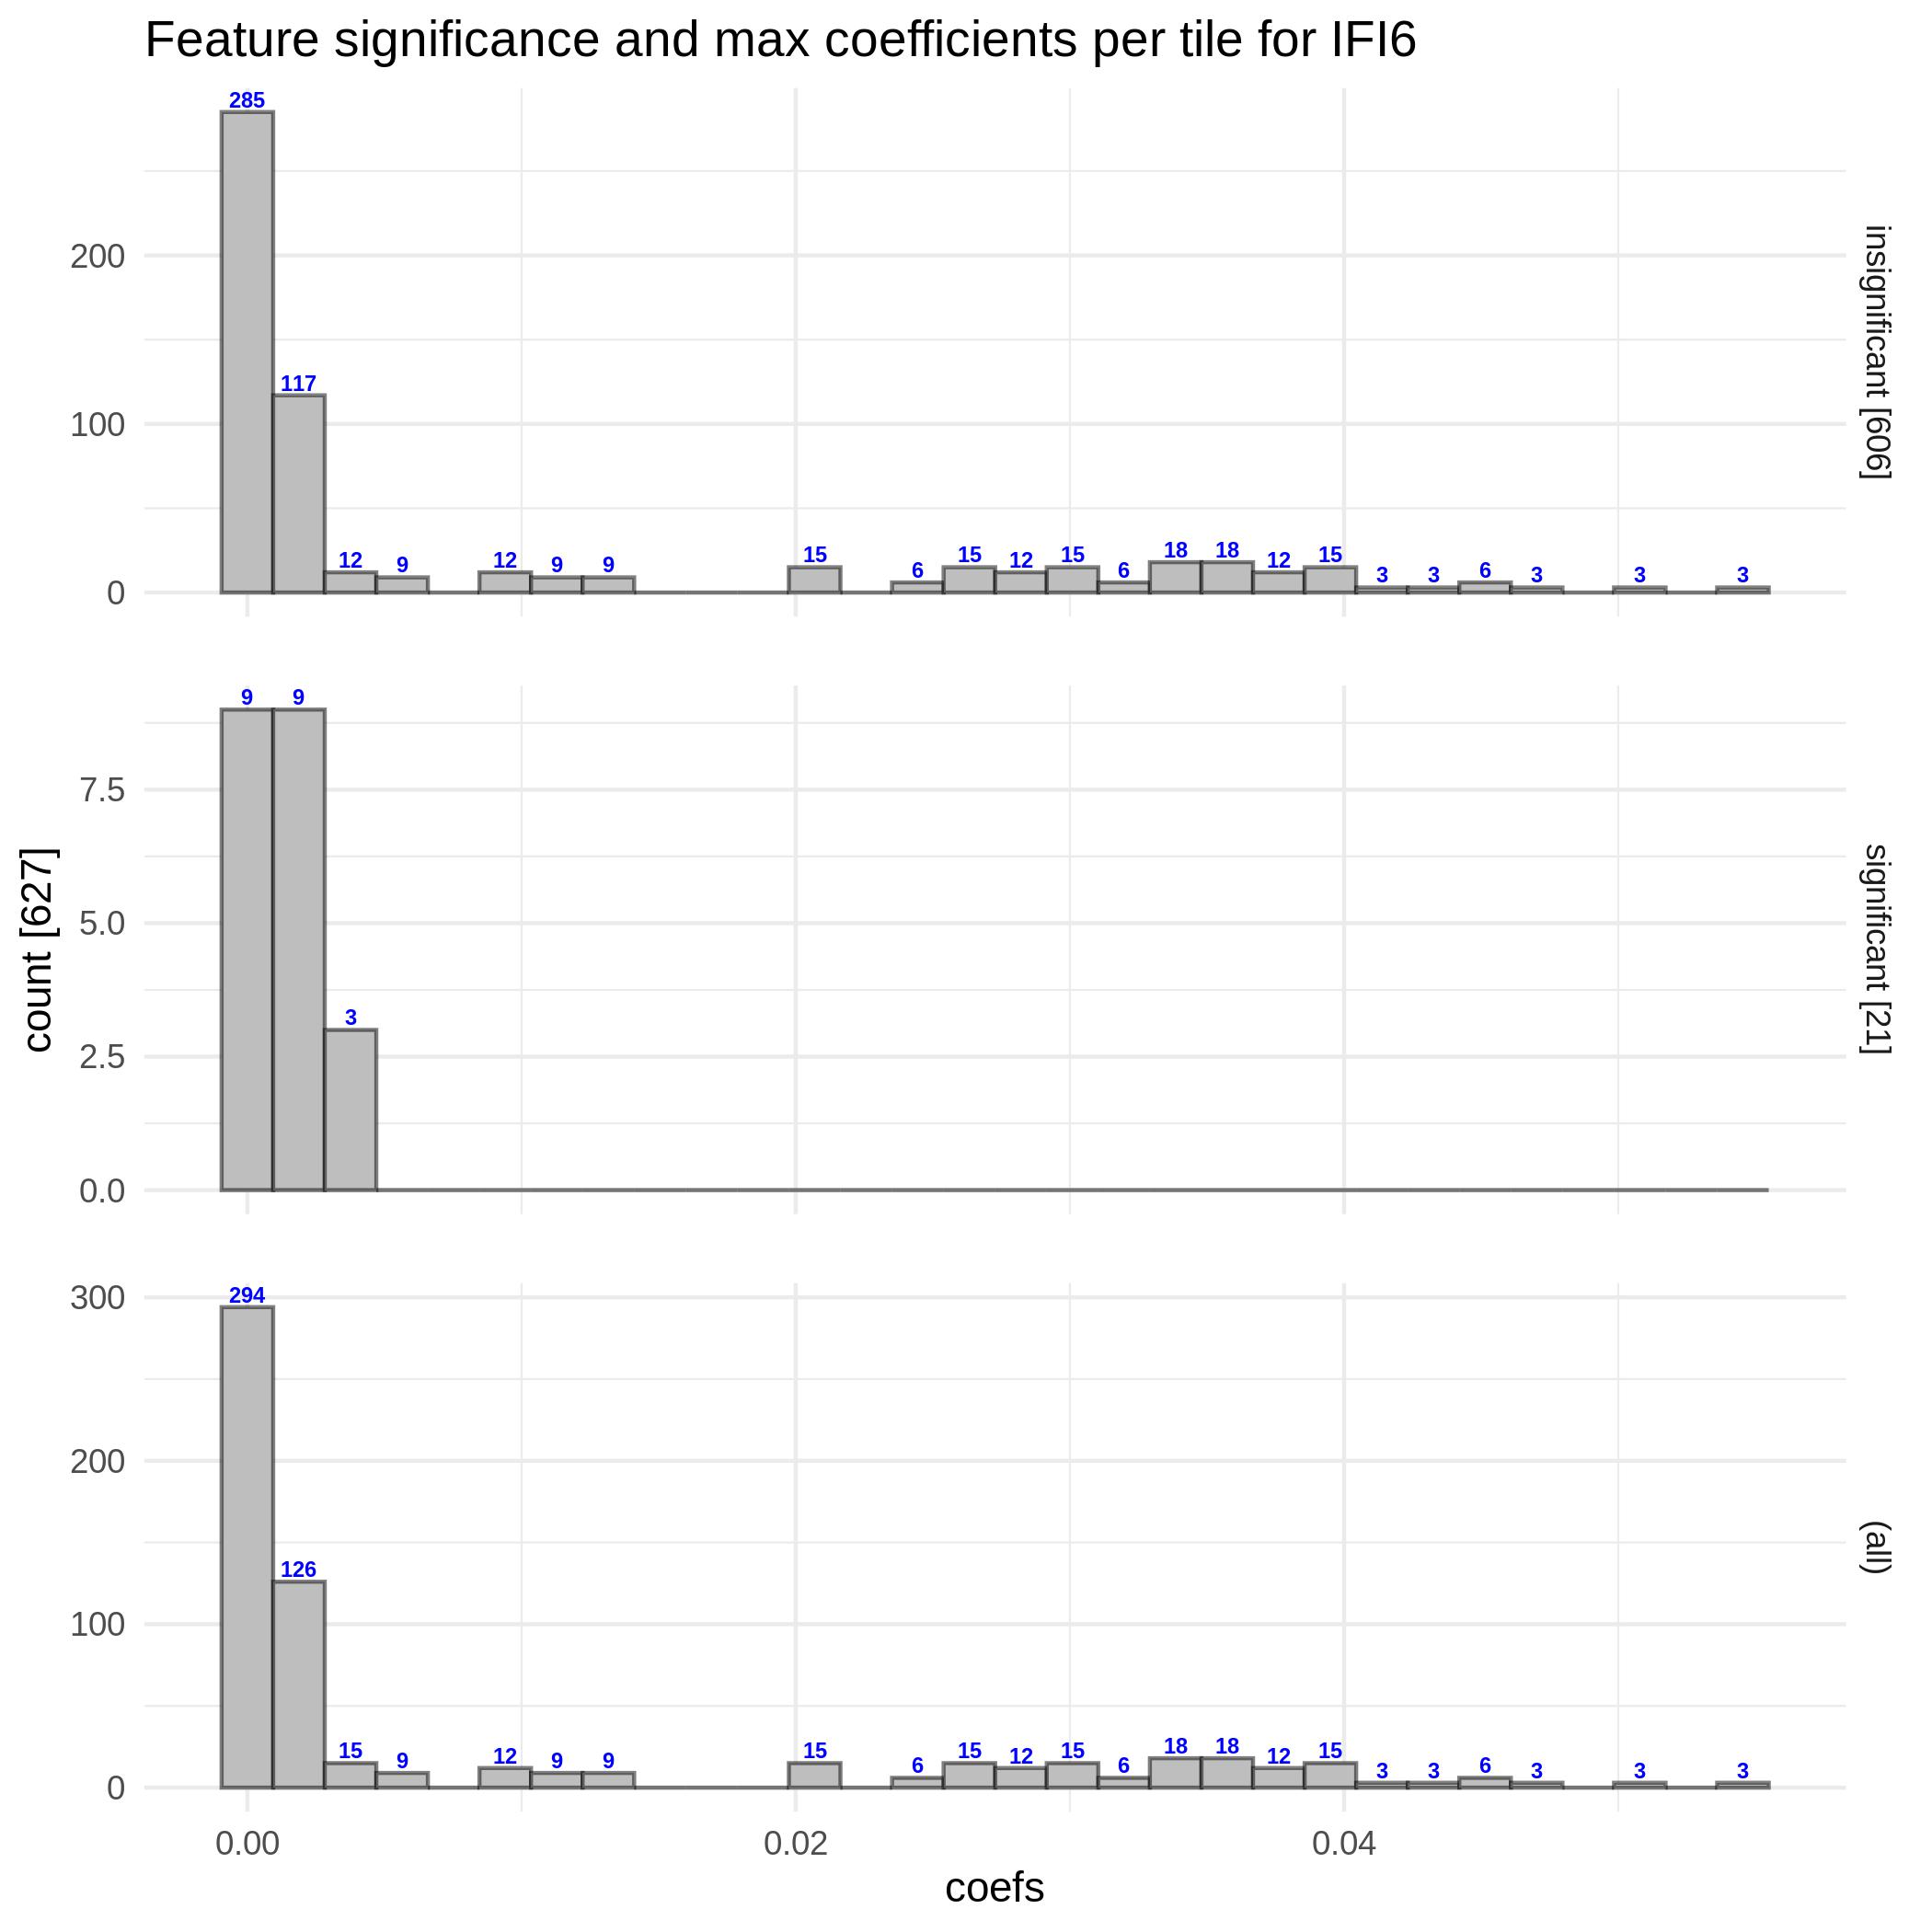 Feature significance and max coefficients per tile for IFI6
count [627]
285
117
12 9 12 9 9 15 6 15 12 15 6 18 18 12 15 3 3 6 3 3 3
200
100
0
insignificant [606]
9 9
3
7.5
5.0
2.5
0.0
significant [21]
294
126
15 9 12 9 9 15 6 15 12 15 6 18 18 12 15 3 3 6 3 3 3
300
200
100
0
(all)
0.00 0.02 0.04
coefs